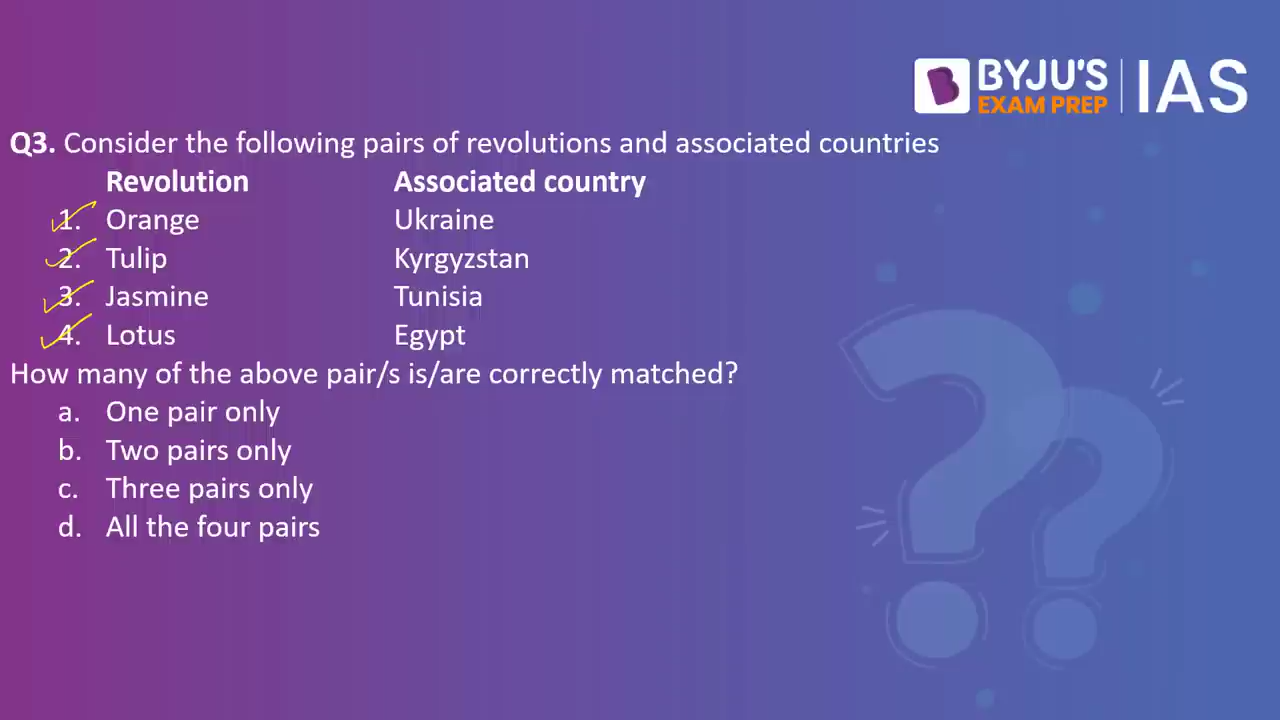 BYJU'S
EXAM PREP
IAS
Q3. Consider the following pairs of revolutions and associated countries
Revolution Associated country
1. Orange Ukraine
2. Tulip Kyrgyzstan
3. Jasmine Tunisia
4. Lotus Egypt
How many of the above pair/s is/are correctly matched?
a. One pair only
b. Two pairs only
c. Three pairs only
d. All the four pairs